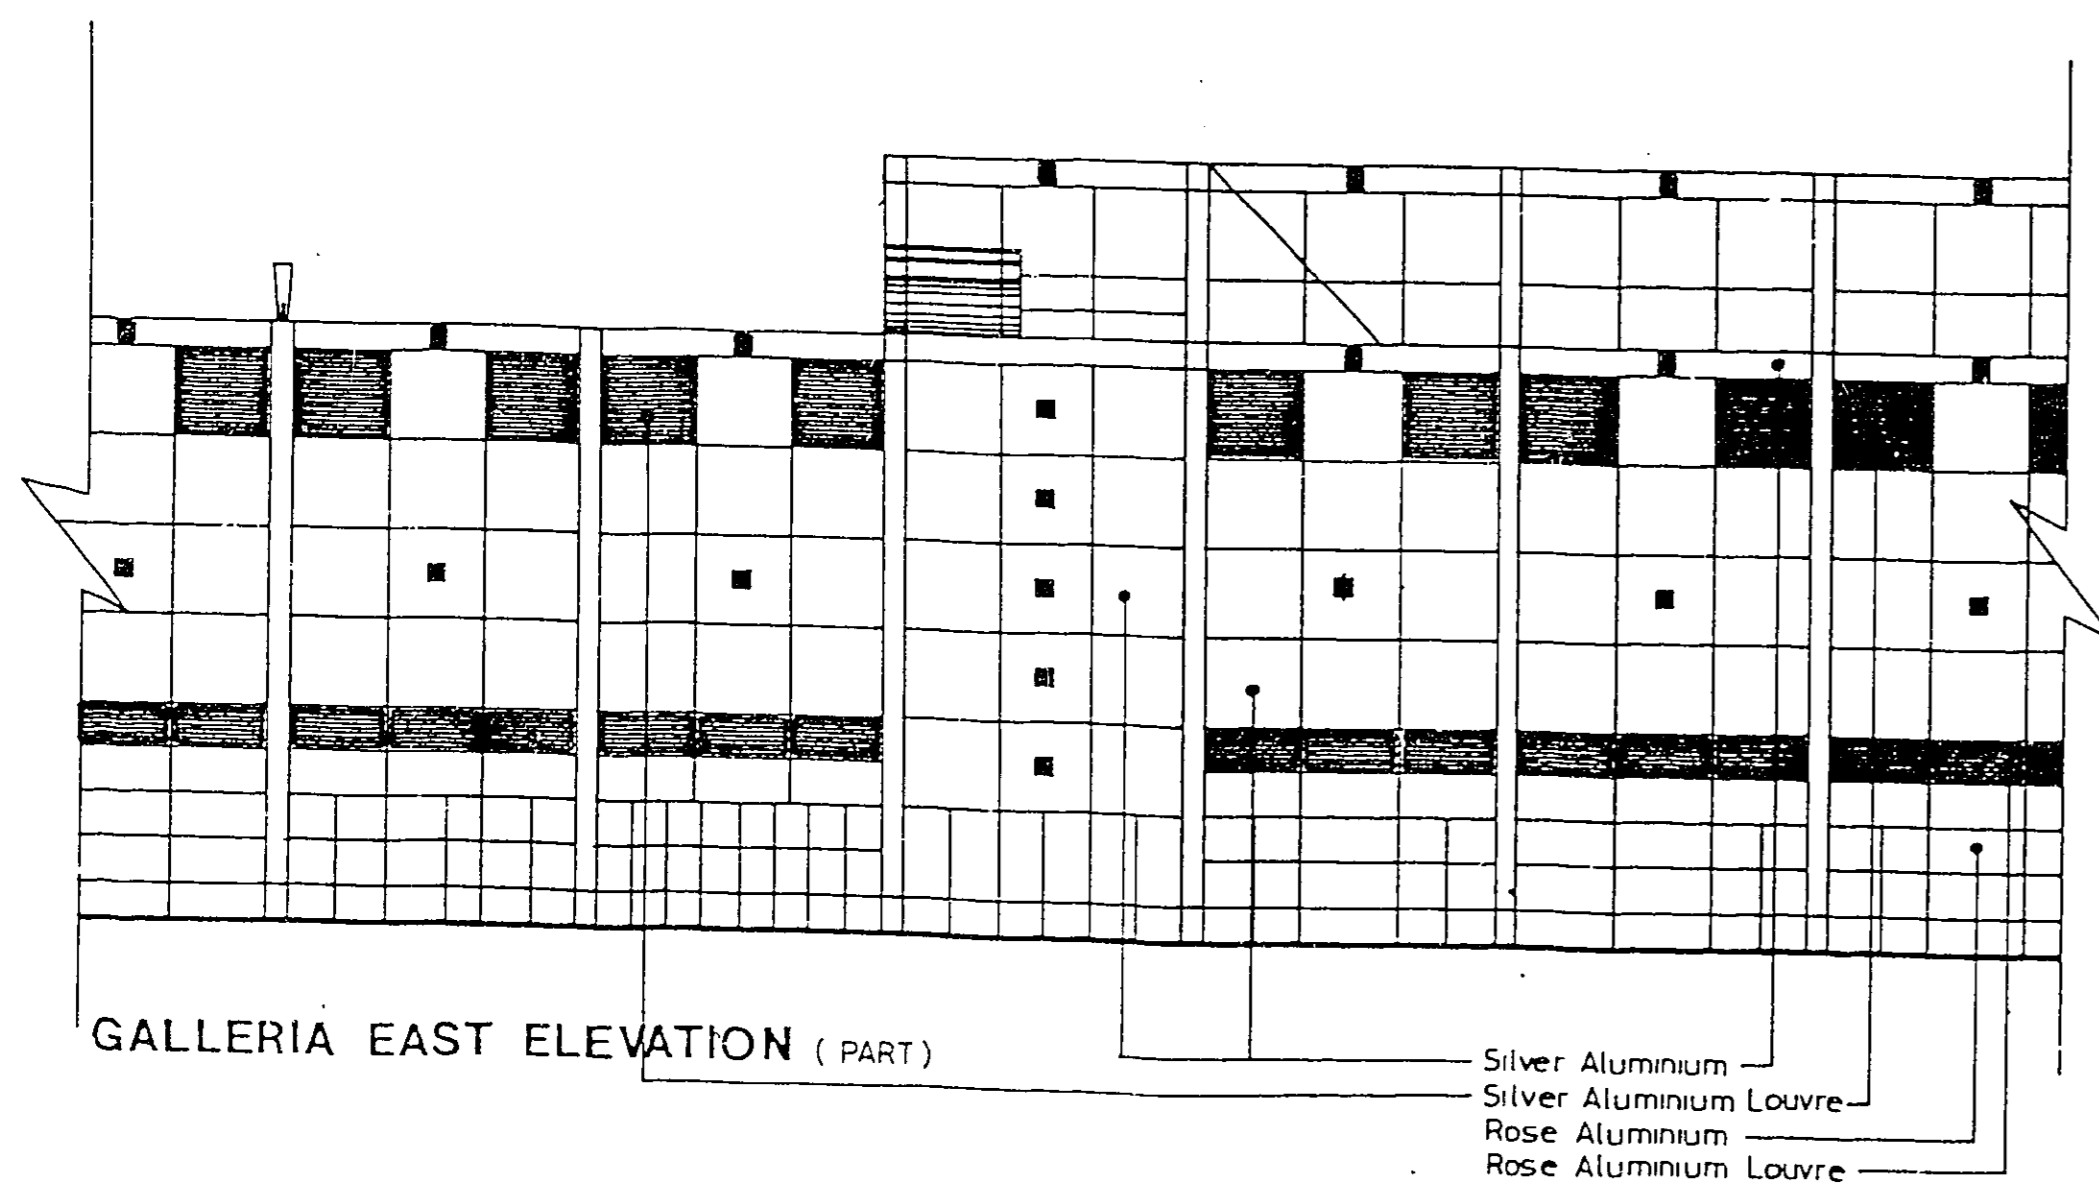 GALLERIA EAST ELEVATION ( PART )
Silver Aluminium
Silver Aluminium Louvre
Rose Aluminium
Rose Aluminium Louvre